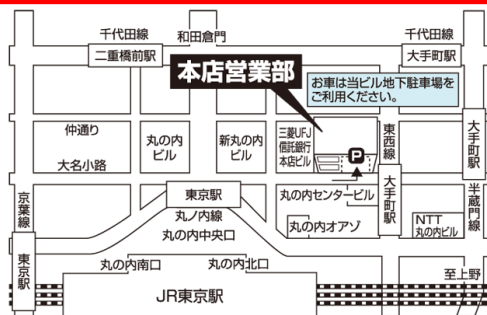 千代田線
和田倉門
千代田線
二重橋前駅
大手町駅
本店営業部
お車は当ビル地下駐車場を
ご利用ください。
仲通り
大名小路
丸の内
ビル
新丸の内
ビル
三菱UFJ
信託銀行
本店ビル
P
東西線
大手町駅
大手町駅
半蔵門線
京葉線
東京駅
東京駅
丸の内センタービル
丸ノ内線
丸の内中央口
丸の内オアゾ
NTT
丸の内ビル
丸の内南口
丸の内北口
至上野
JR東京駅